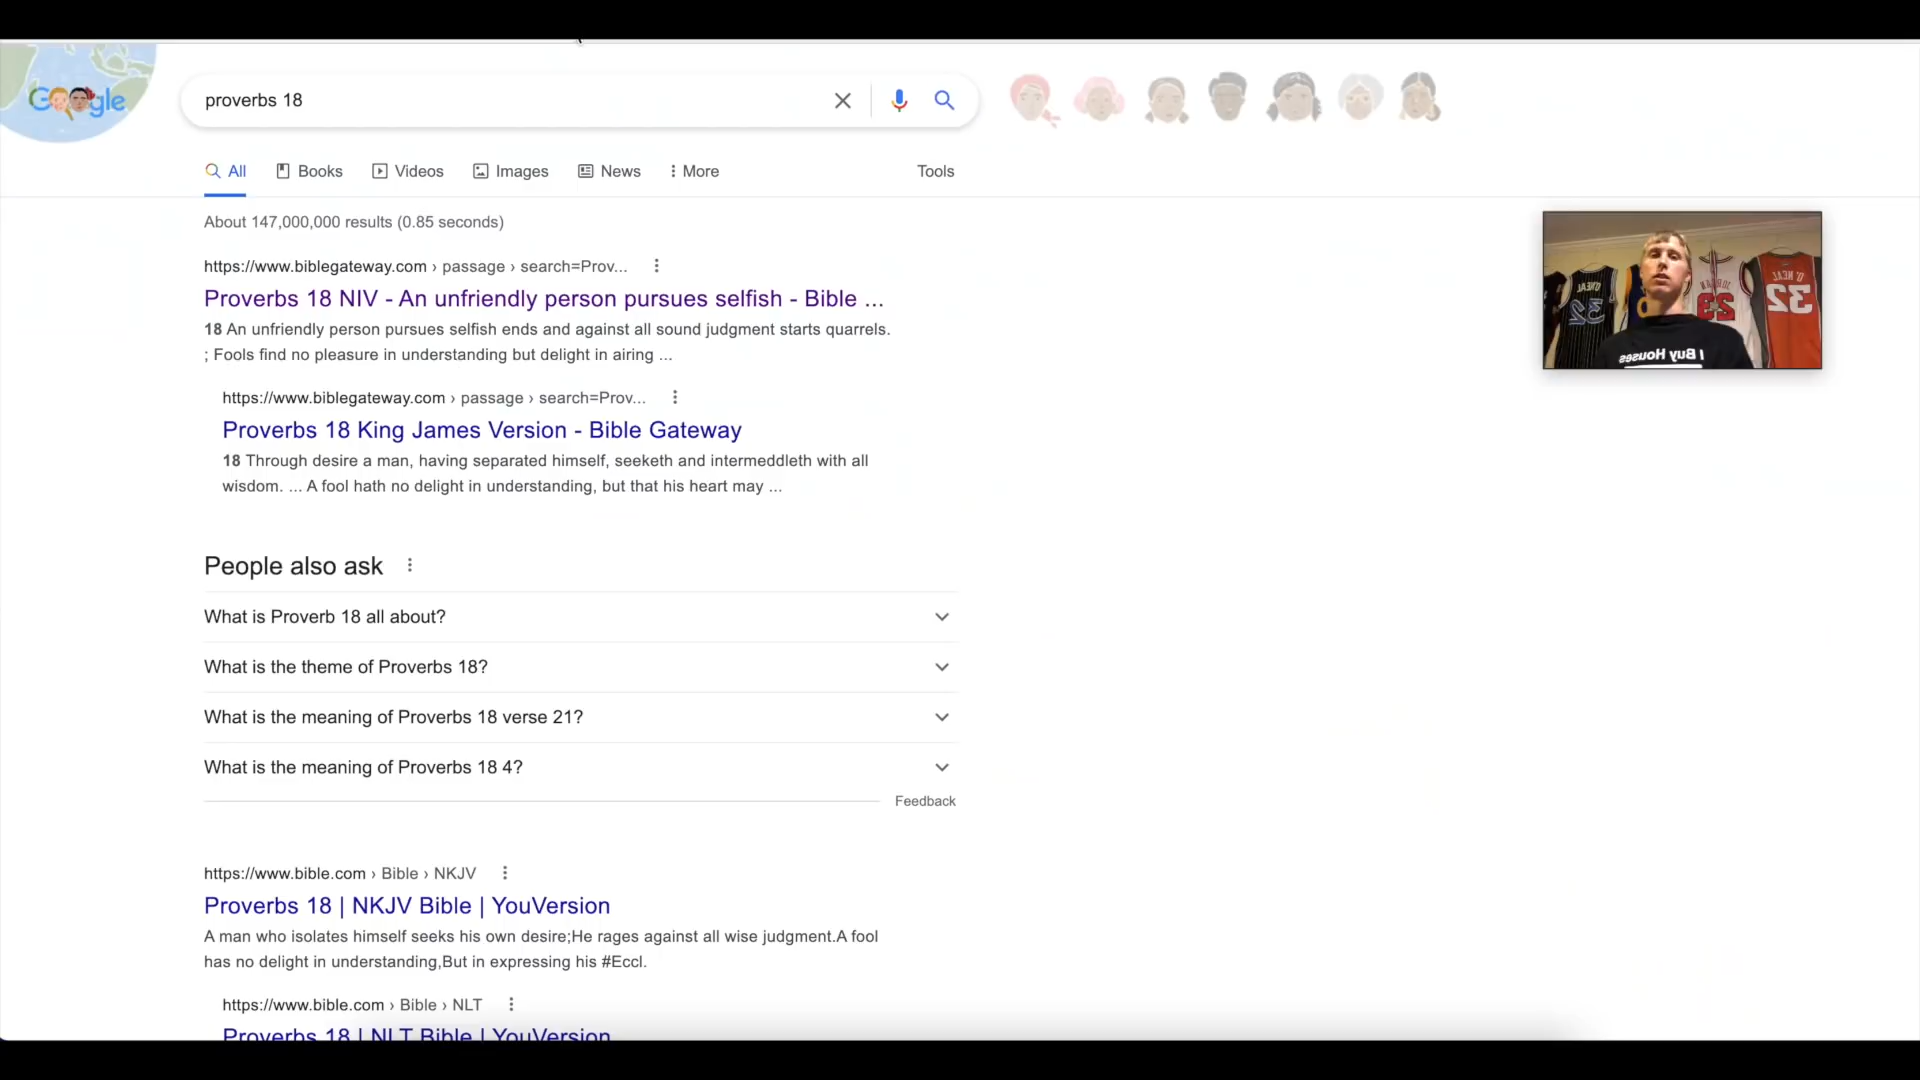 Google
proverbs 18
All
Books
Videos
Images
News
More
Tools
About 147,000,000 results (0.85 seconds)
https://www.biblegateway.com › passage › search=Prov...
Proverbs 18 NIV - An unfriendly person pursues selfish - Bible ...
18 An unfriendly person pursues selfish ends and against all sound judgment starts quarrels.
; Fools find no pleasure in understanding but delight in airing ...
https://www.biblegateway.com › passage › search=Prov...
Proverbs 18 King James Version - Bible Gateway
18 Through desire a man, having separated himself, seeketh and intermeddleth with all
wisdom. ... A fool hath no delight in understanding, but that his heart may ...
People also ask
What is Proverb 18 all about?
What is the theme of Proverbs 18?
What is the meaning of Proverbs 18 verse 21?
What is the meaning of Proverbs 18 4?
Feedback
https://www.bible.com › Bible › NKJV
Proverbs 18 | NKJV Bible | YouVersion
A man who isolates himself seeks his own desire;He rages against all wise judgment.A fool
has no delight in understanding,But in expressing his #Eccl.
https://www.bible.com › Bible › NLT
Proverbs 18 | NLT Bible | YouVersion
O'NEAL
32
JORDAN
23
O'NEAL
32
I Buy Houses